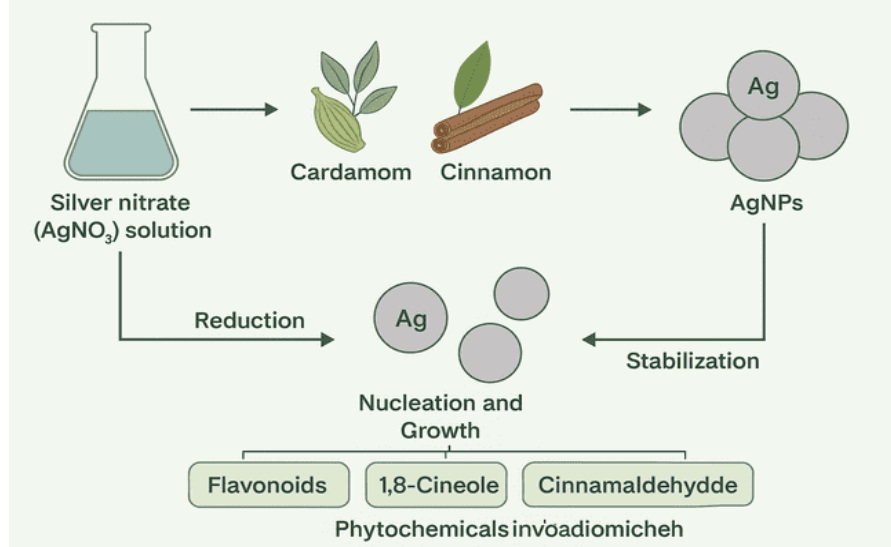 Ag
Cardamom
Cinnamon
Silver nitrate
(AgNO₃) solution
AgNPs
Reduction
Ag
Stabilization
Nucleation and
Growth
Flavonoids
1,8-Cineole
Cinnamaldehydde
Phytochemicals invoadiomicheh